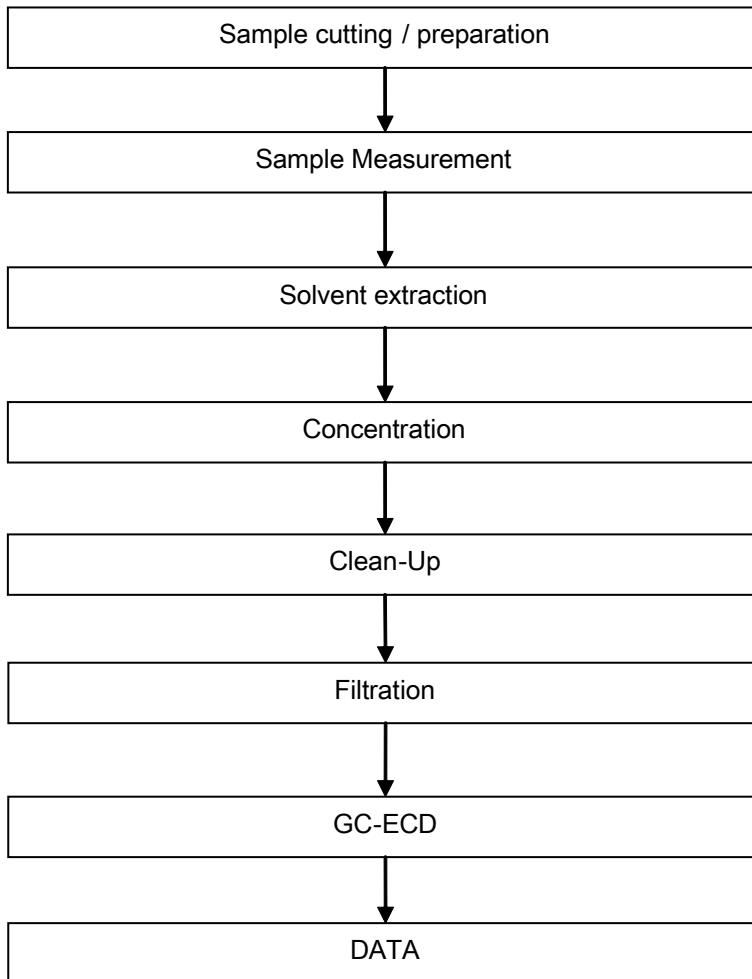 Sample cutting / preparation
Sample Measurement
Solvent extraction
Concentration
Clean-Up
Filtration
GC-ECD
DATA